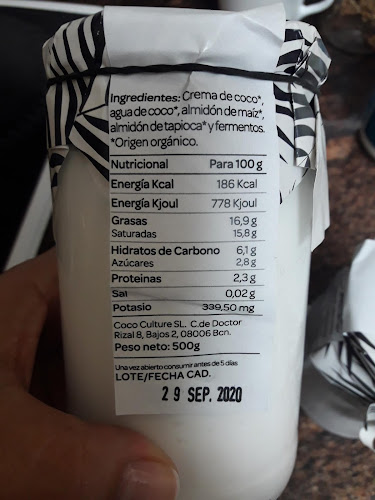 Ingredientes: Crema de coco*,
agua de coco*, almidón de maíz*,
almidón de tapioca* y fermentos.
*Origen orgánico.
Nutricional Para 100 g
Energía Kcal 186 Kcal
Energía Kjoul 778 Kjoul
Grasas 16,9 g
Saturadas 15,8 g
Hidratos de Carbono 6,1 g
Azúcares 2,8 g
Proteinas 2,3 g
Sal 0,02 g
Potasio 339,50 mg
Coco Culture SL. C.de Doctor
Rizal 8, Bajos 2, 08006 Bcn.
Peso neto: 500g
Una vez abierto consumir antes de 5 días
LOTE/FECHA CAD.
29 SEP. 2020